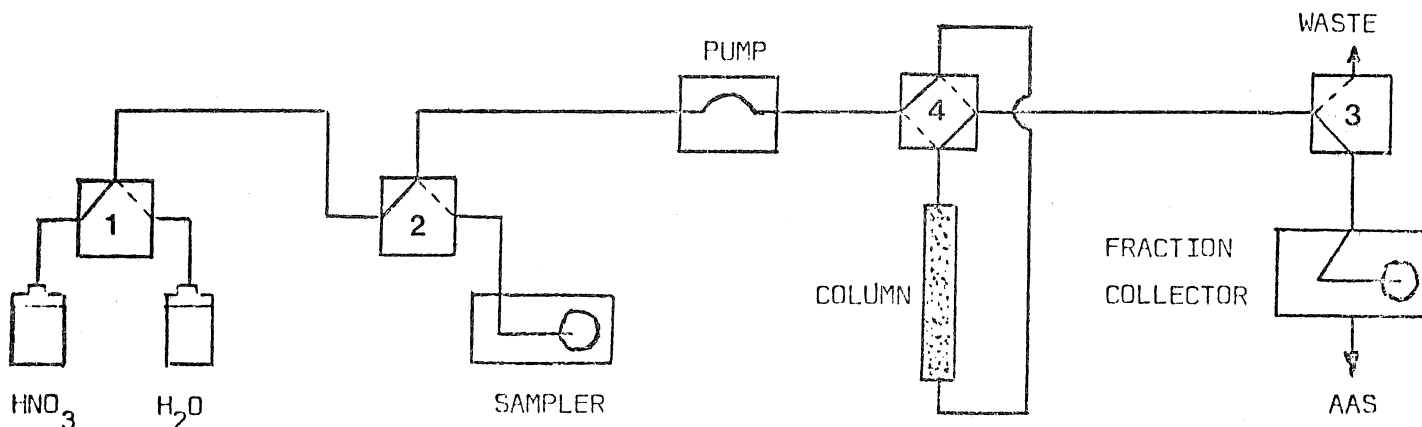 WASTE
PUMP
4
3
1
2
FRACTION
COLLECTOR
COLUMN
HNO3
H2O
SAMPLER
AAS